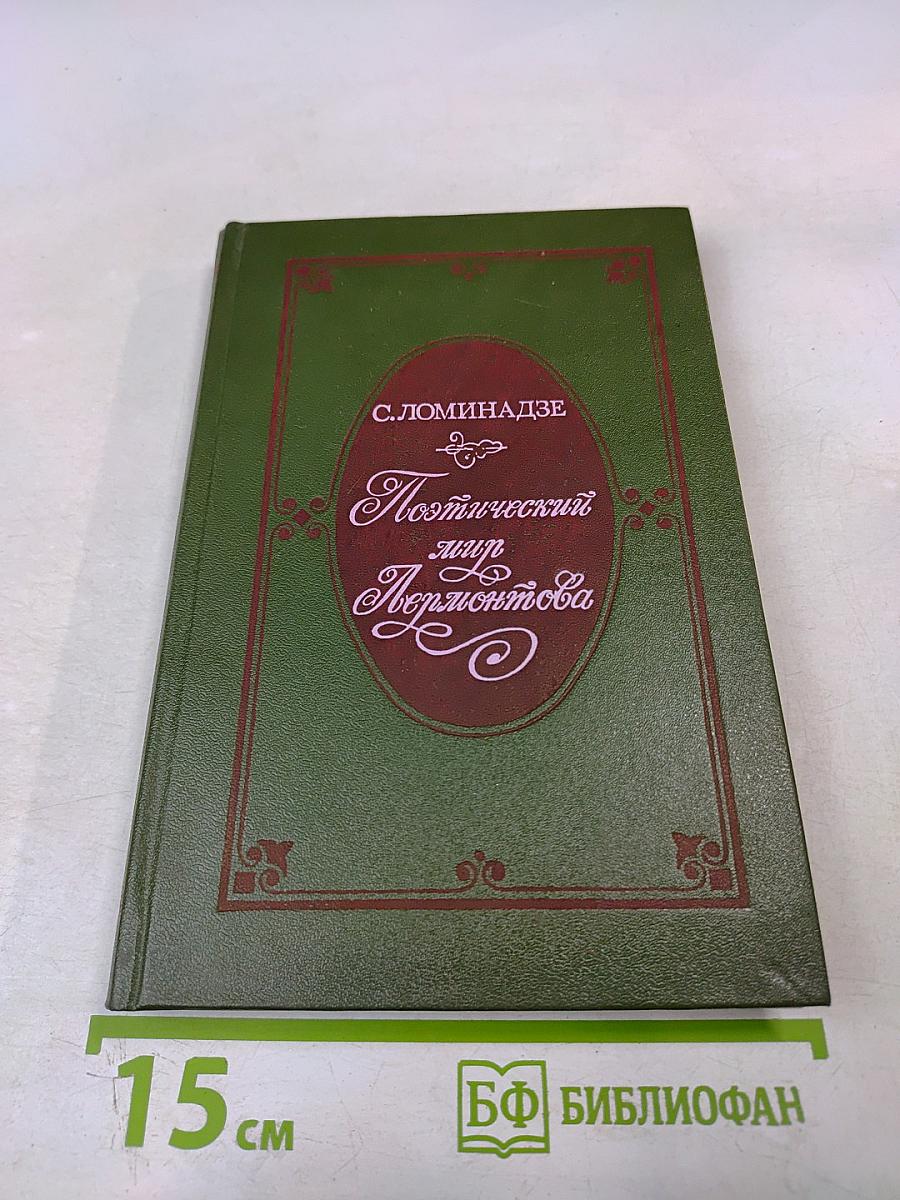 С. ЛОМИНАДЗЕ
Поэтический
мир
Лермонтова
15 см
БФ БИБЛИОФАН